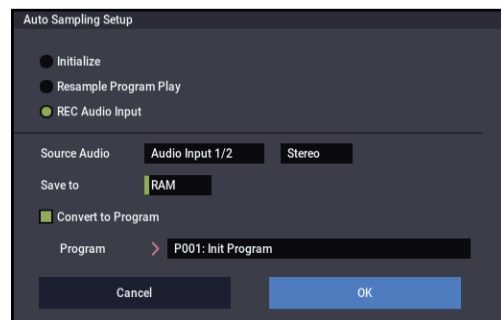 Auto Sampling Setup
Initialize
Resample Program Play
REC Audio Input
Source Audio Audio Input 1/2 Stereo
Save to RAM
Convert to Program
Program > P001: Init Program
Cancel OK